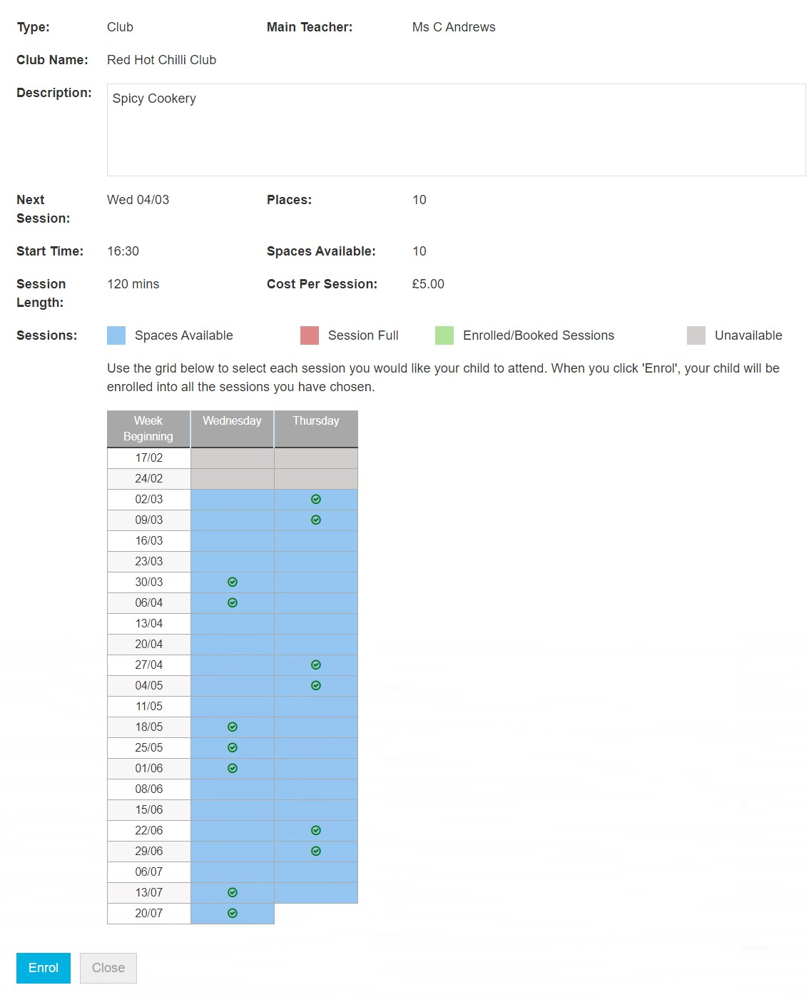 Type: Club Main Teacher: Ms C Andrews
Club Name: Red Hot Chilli Club
Description: Spicy Cookery
Next Session: Wed 04/03 Places: 10
Start Time: 16:30 Spaces Available: 10
Session Length: 120 mins Cost Per Session: £5.00
Sessions: Spaces Available Session Full Enrolled/Booked Sessions Unavailable
Use the grid below to select each session you would like your child to attend. When you click 'Enrol', your child will be
enrolled into all the sessions you have chosen.
Week Beginning Wednesday Thursday
17/02
24/02
02/03
09/03
16/03
23/03
30/03
06/04
13/04
20/04
27/04
04/05
11/05
18/05
25/05
01/06
08/06
15/06
22/06
29/06
06/07
13/07
20/07
Enrol Close